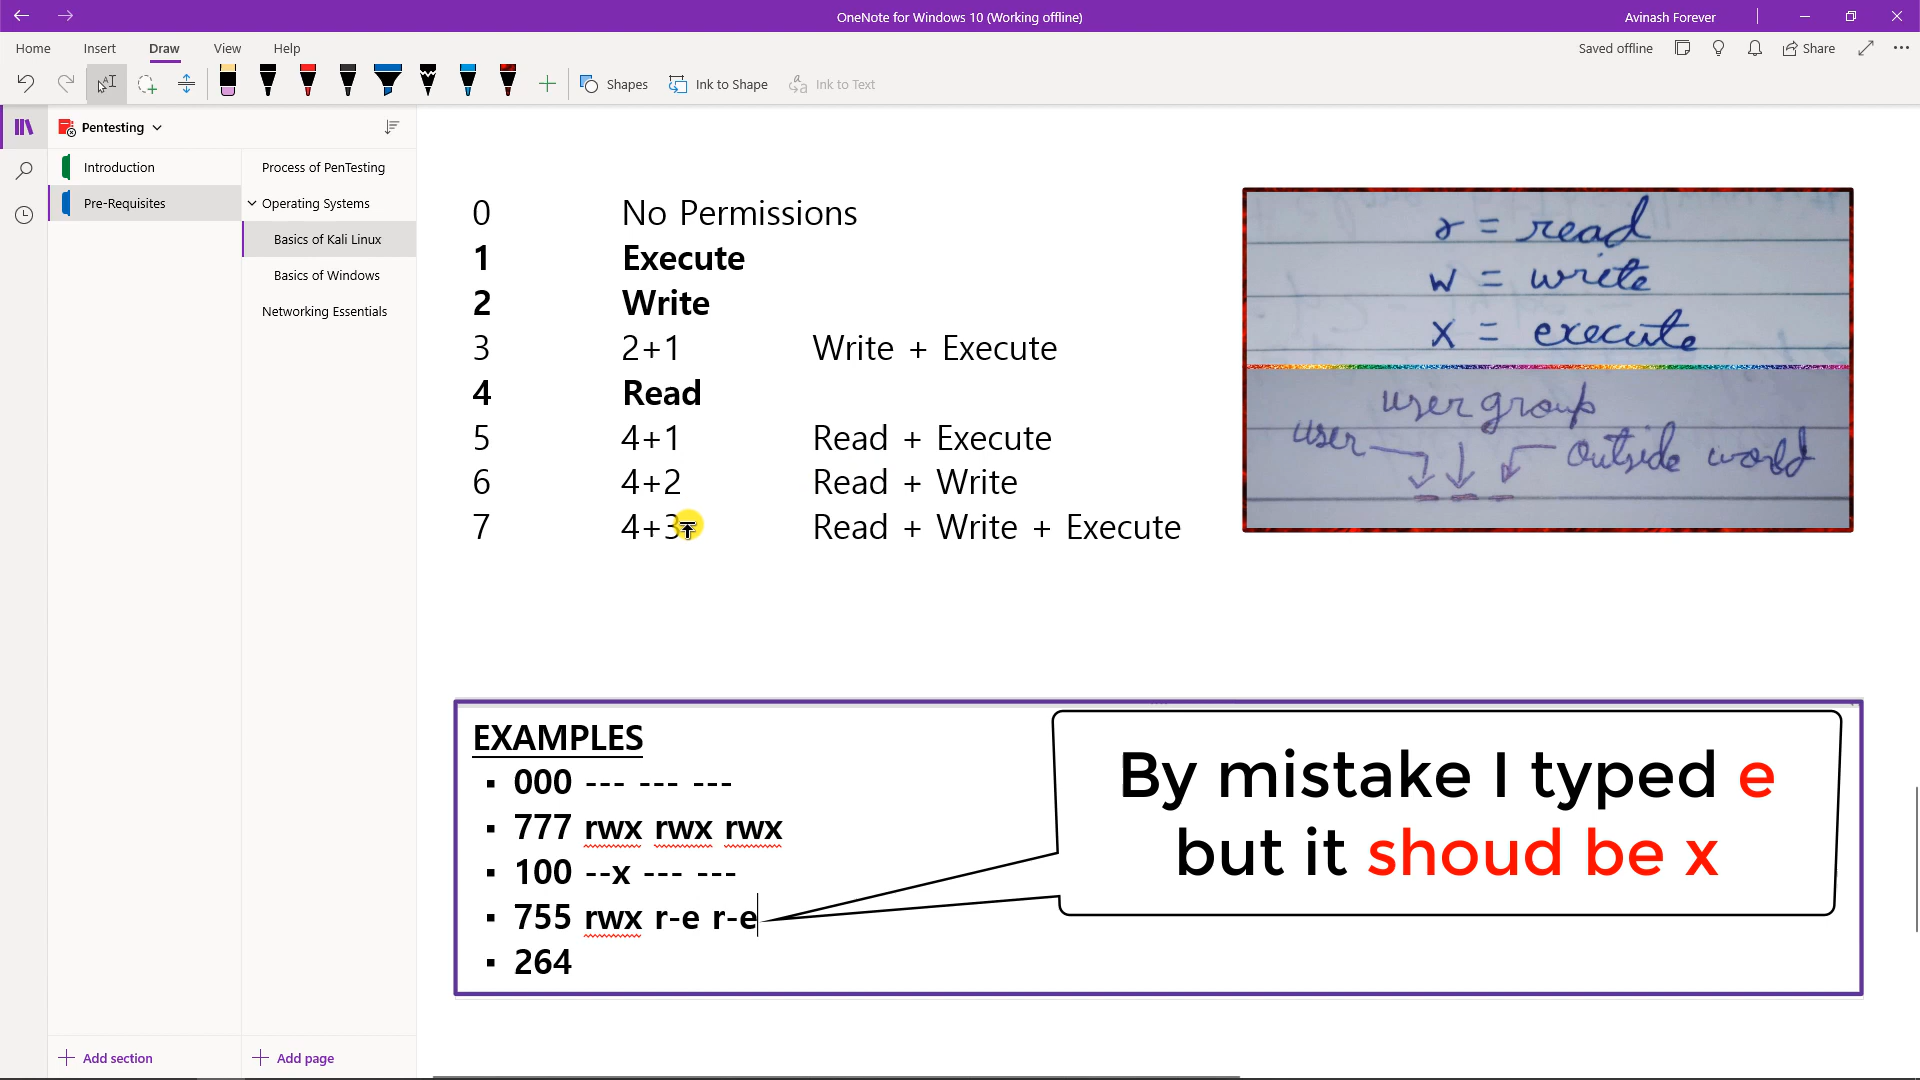 OneNote for Windows 10 (Working offline)
Avinash Forever
Home Insert Draw View Help
Saved offline
Share
Shapes
Ink to Shape
Ink to Text
Pentesting
Introduction
Pre-Requisites
Process of PenTesting
Operating Systems
Basics of Kali Linux
Basics of Windows
Networking Essentials
0 No Permissions
1 Execute
2 Write
3 2+1 Write + Execute
4 Read
5 4+1 Read + Execute
6 4+2 Read + Write
7 4+3 Read + Write + Execute
r = read
w = write
x = execute
user group
user
outside world
EXAMPLES
▪ 000 --- --- ---
▪ 777 rwx rwx rwx
▪ 100 --x --- ---
▪ 755 rwx r-e r-e
▪ 264
By mistake I typed e
but it shoud be x
Add section
Add page